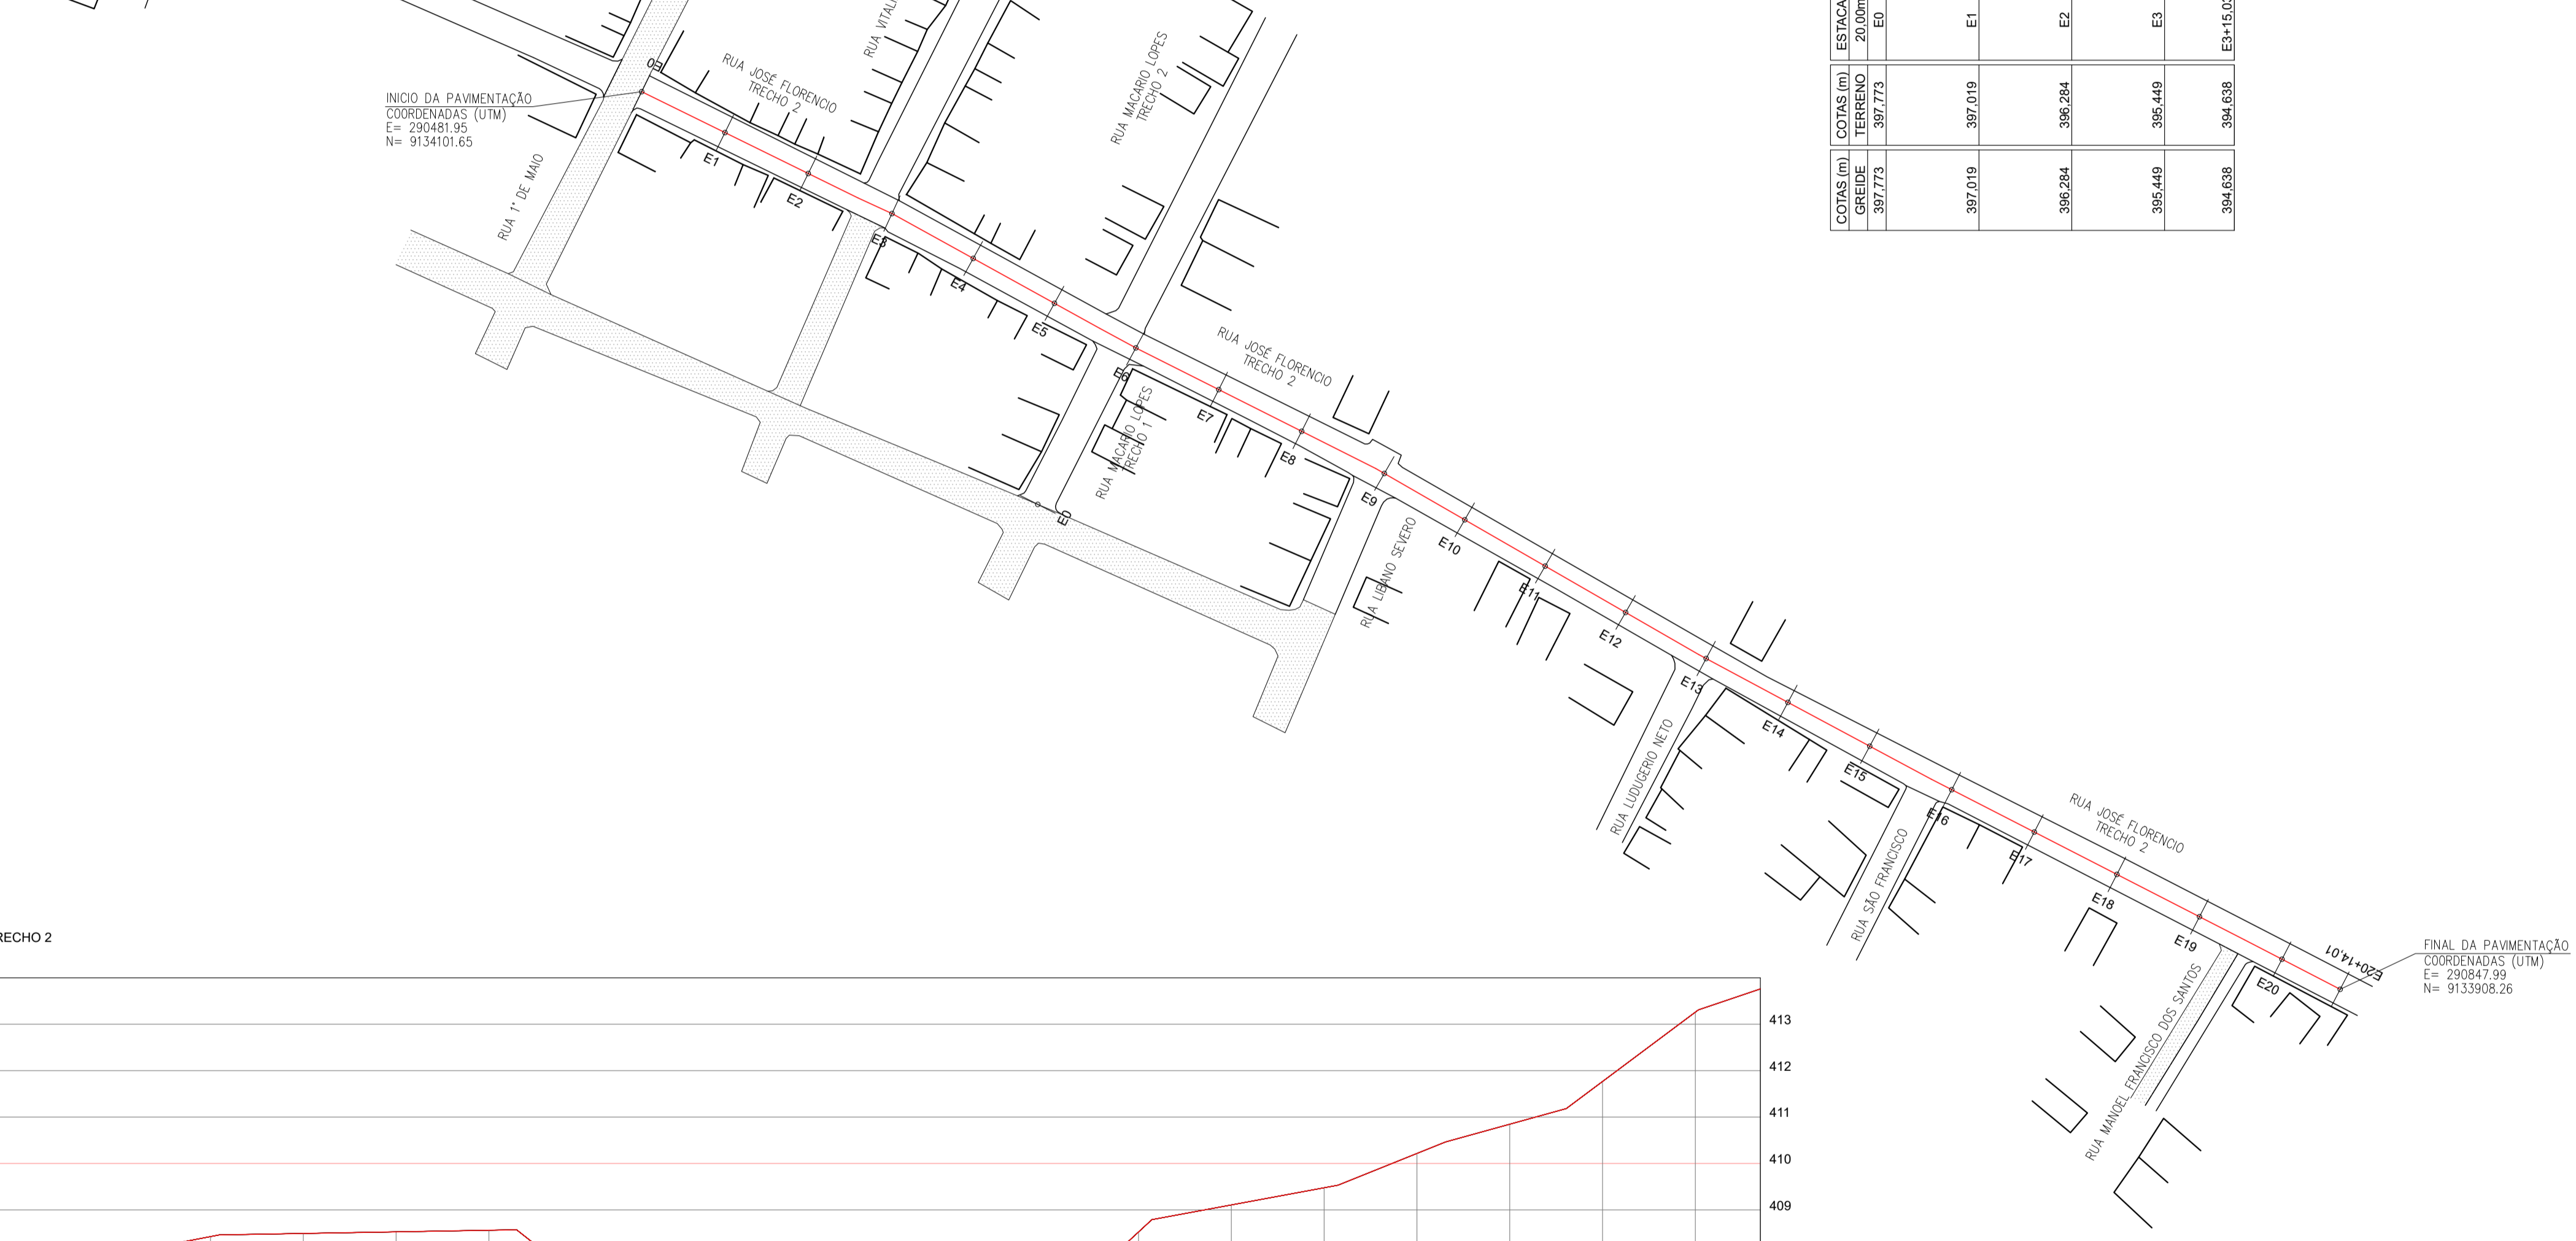 INICIO DA PAVIMENTAÇÃO
COORDENADAS (UTM)
E= 290481.95
N= 9134101.65
RUA 1° DE MAIO
E0
RUA JOSÉ FLORENCIO
TRECHO 2
RUA MACARIO LOPES
TRECHO 2
E1
E2
E3
E4
E5
E6
E7
E8
E9
E10
E11
E12
E13
E14
E15
E16
E17
E18
E19
E20
E20+14,01
RUA JOSÉ FLORENCIO
TRECHO 2
RUA MACARIO LOPES
TRECHO 1
E0
RUA LIBANO SEVERO
RUA LUDUGERIO NETO
RUA SÃO FRANCISCO
RUA JOSÉ FLORENCIO
TRECHO 2
RUA MANOEL FRANCISCO DOS SANTOS
FINAL DA PAVIMENTAÇÃO
COORDENADAS (UTM)
E= 290847.99
N= 9133908.26
20,00m
E0
E1
E2
E3
COTAS (m)
TERRENO
397,773
397,019
396,284
395,449
394,638
COTAS (m)
GREIDE
397,773
397,019
396,284
395,449
394,638
413
412
411
410
409